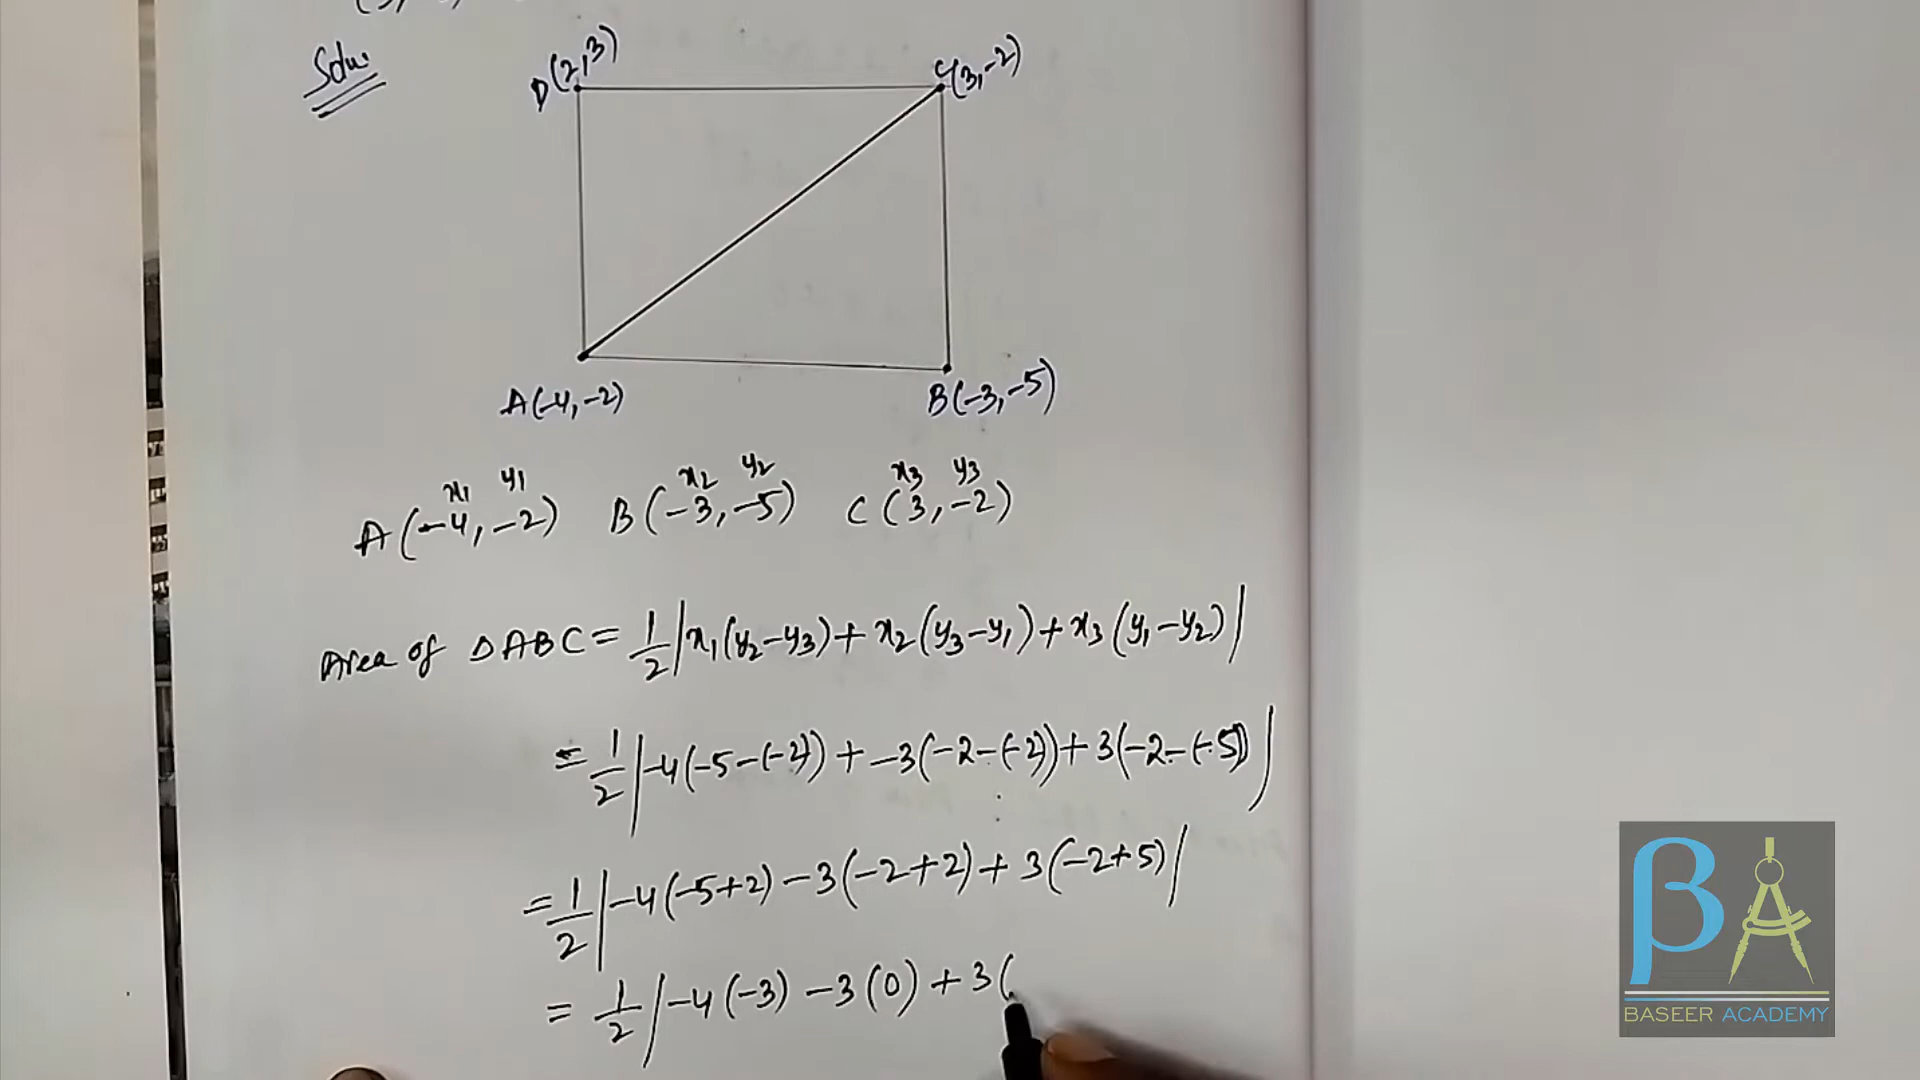 Soln.
D(2,3)
C(3,-2)
A(-4,-2)
B(-3,-5)
x1 y1 x2 y2 x3 y3
A(-4,-2) B(-3,-5) C(3,-2)
Area of △ABC = 1/2|x1(y2-y3)+x2(y3-y1)+x3(y1-y2)|
= 1/2|-4(-5-(-2))+-3(-2-(-2))+3(-2-(-5))|
= 1/2|-4(-5+2)-3(-2+2)+3(-2+5)|
= 1/2|-4(-3)-3(0)+3(
BA
BASEER ACADEMY